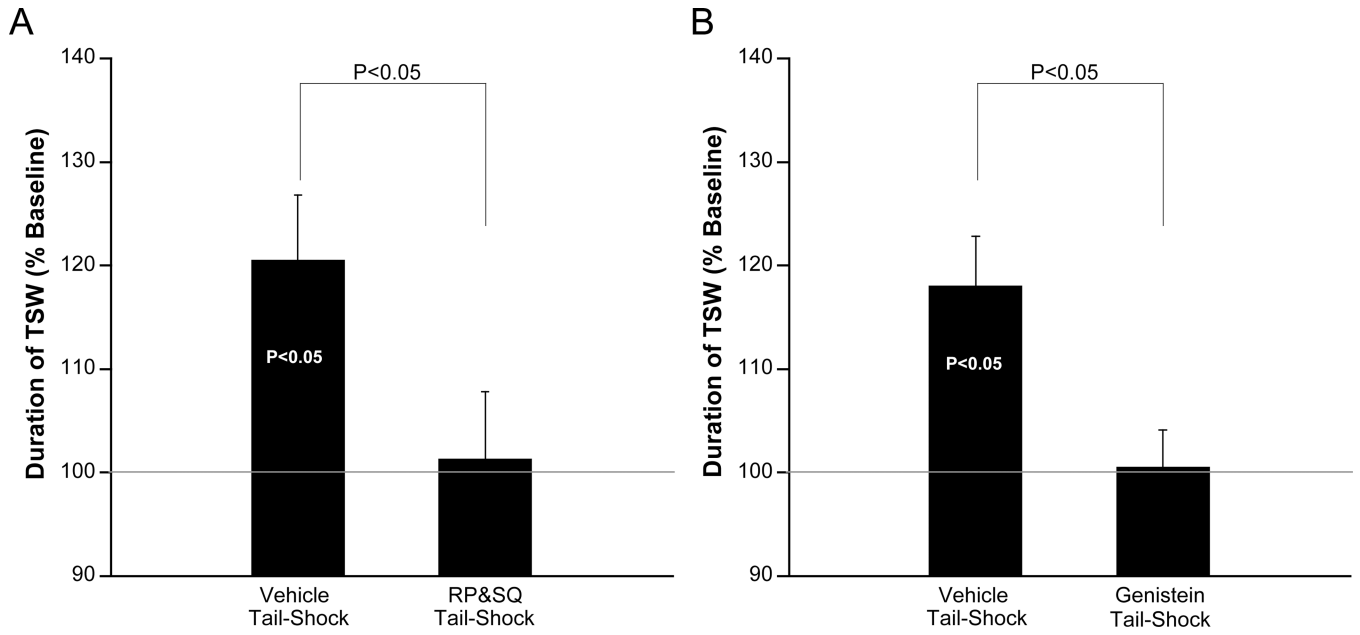 A
Duration of TSW (% Baseline)
140
130
120
110
100
90
P<0.05
P<0.05
Vehicle
Tail-Shock
RP&SQ
Tail-Shock
B
Duration of TSW (% Baseline)
140
130
120
110
100
90
P<0.05
P<0.05
Vehicle
Tail-Shock
Genistein
Tail-Shock